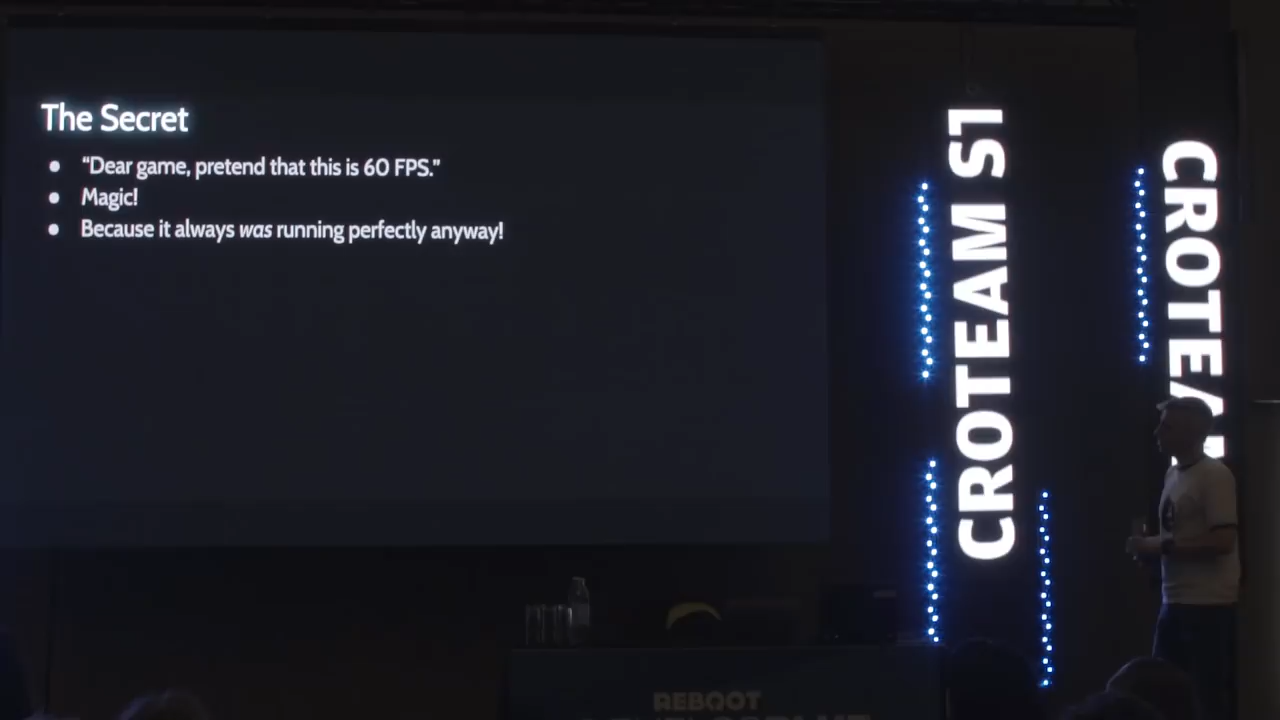 The Secret
● “Dear game, pretend that this is 60 FPS.”
● Magic!
● Because it always was running perfectly anyway!
CROTEAM S1
CROTEAM
REBOOT